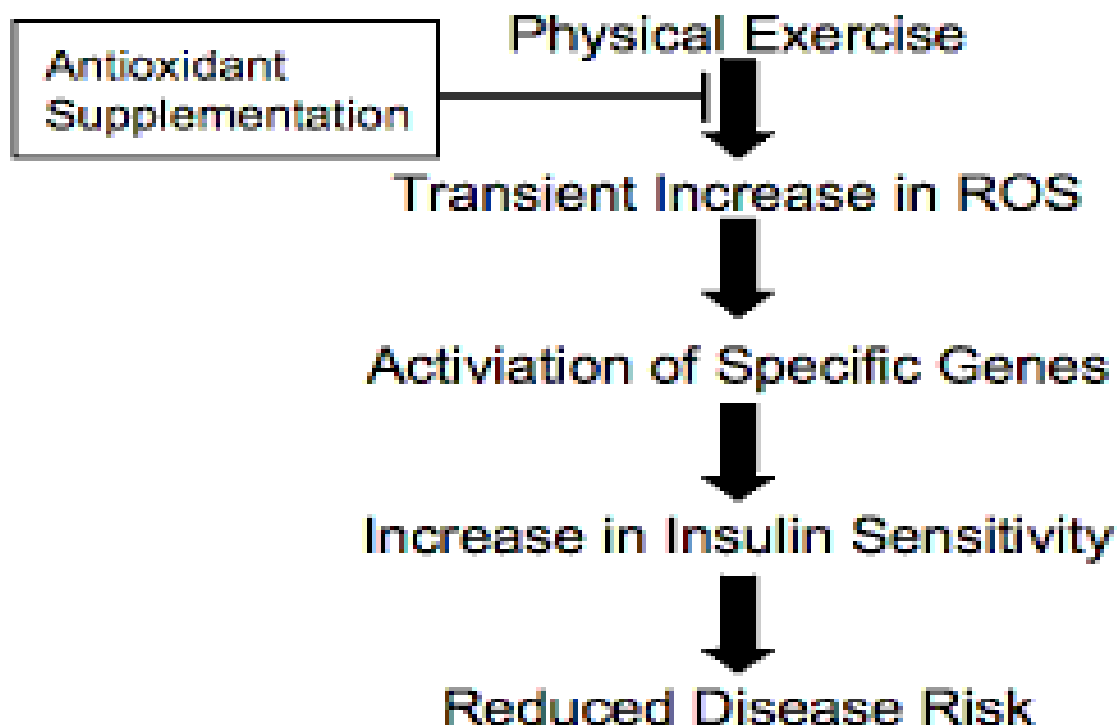 Antioxidant
Supplementation
Physical Exercise
Transient Increase in ROS
Activiation of Specific Genes
Increase in Insulin Sensitivity
Reduced Disease Risk